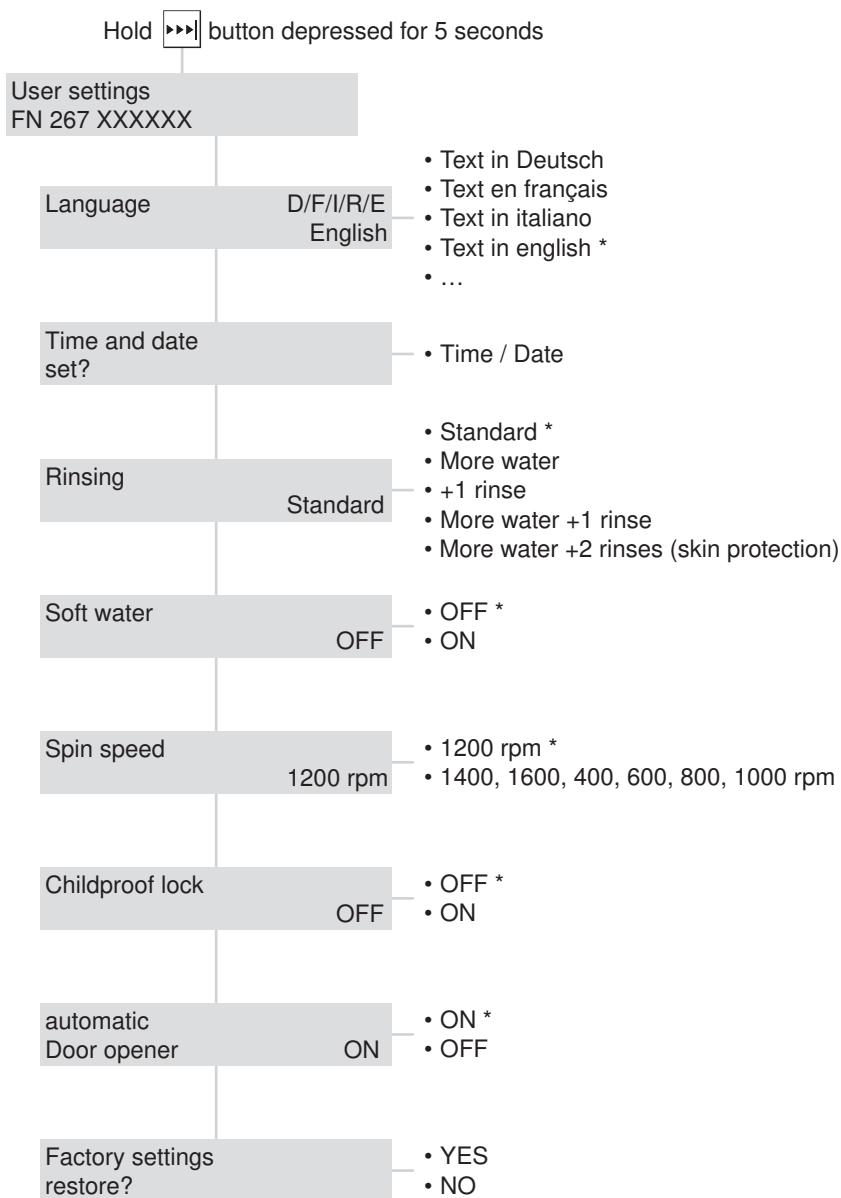 Hold ▸▸▸| button depressed for 5 seconds
User settings
FN 267 XXXXXX
Language D/F/I/R/E
English
• Text in Deutsch
• Text en français
• Text in italiano
• Text in english *
• …
Time and date
set?
• Time / Date
Rinsing
Standard
• Standard *
• More water
• +1 rinse
• More water +1 rinse
• More water +2 rinses (skin protection)
Soft water
OFF
• OFF *
• ON
Spin speed
1200 rpm
• 1200 rpm *
• 1400, 1600, 400, 600, 800, 1000 rpm
Childproof lock
OFF
• OFF *
• ON
automatic
Door opener ON
• ON *
• OFF
Factory settings
restore?
• YES
• NO